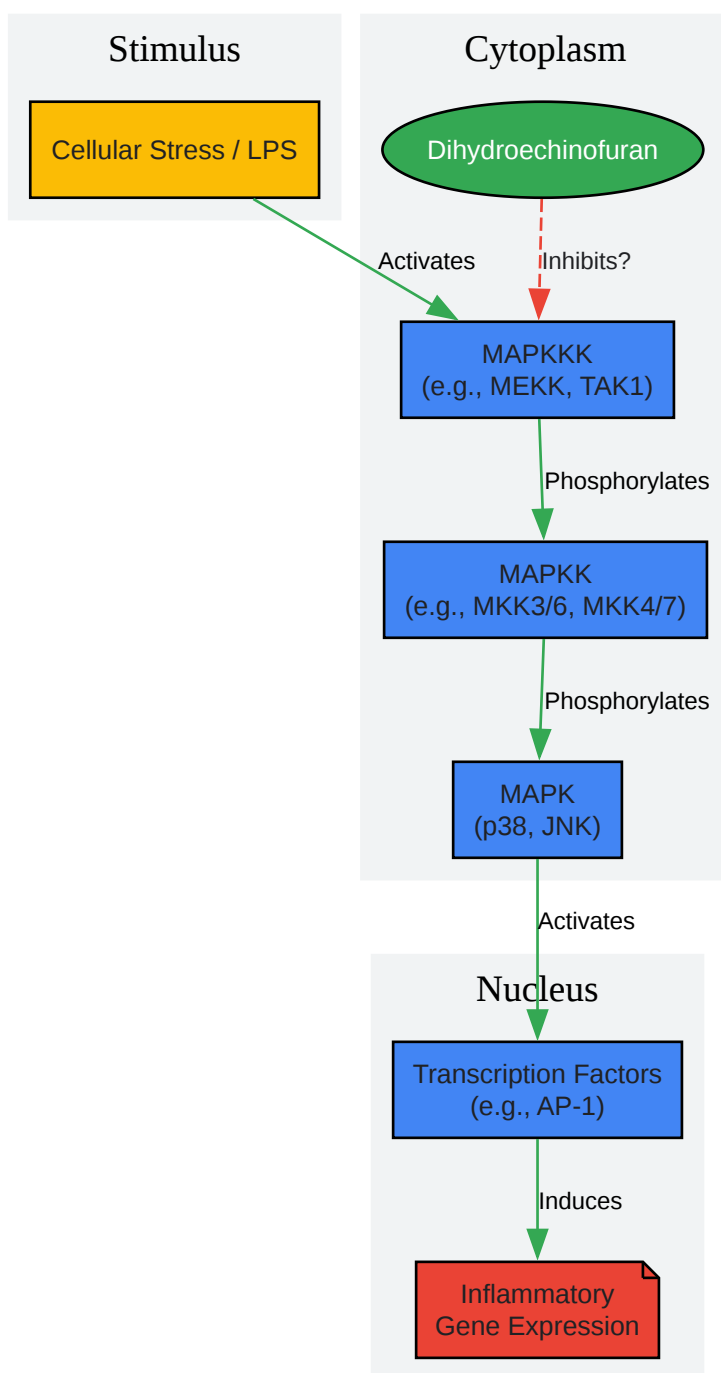 Stimulus
Cytoplasm
Cellular Stress / LPS
Dihydroechinofuran
Activates
Inhibits?
MAPKKK
(e.g., MEKK, TAK1)
Phosphorylates
MAPKK
(e.g., MKK3/6, MKK4/7)
Phosphorylates
MAPK
(p38, JNK)
Activates
Nucleus
Transcription Factors
(e.g., AP-1)
Induces
Inflammatory
Gene Expression